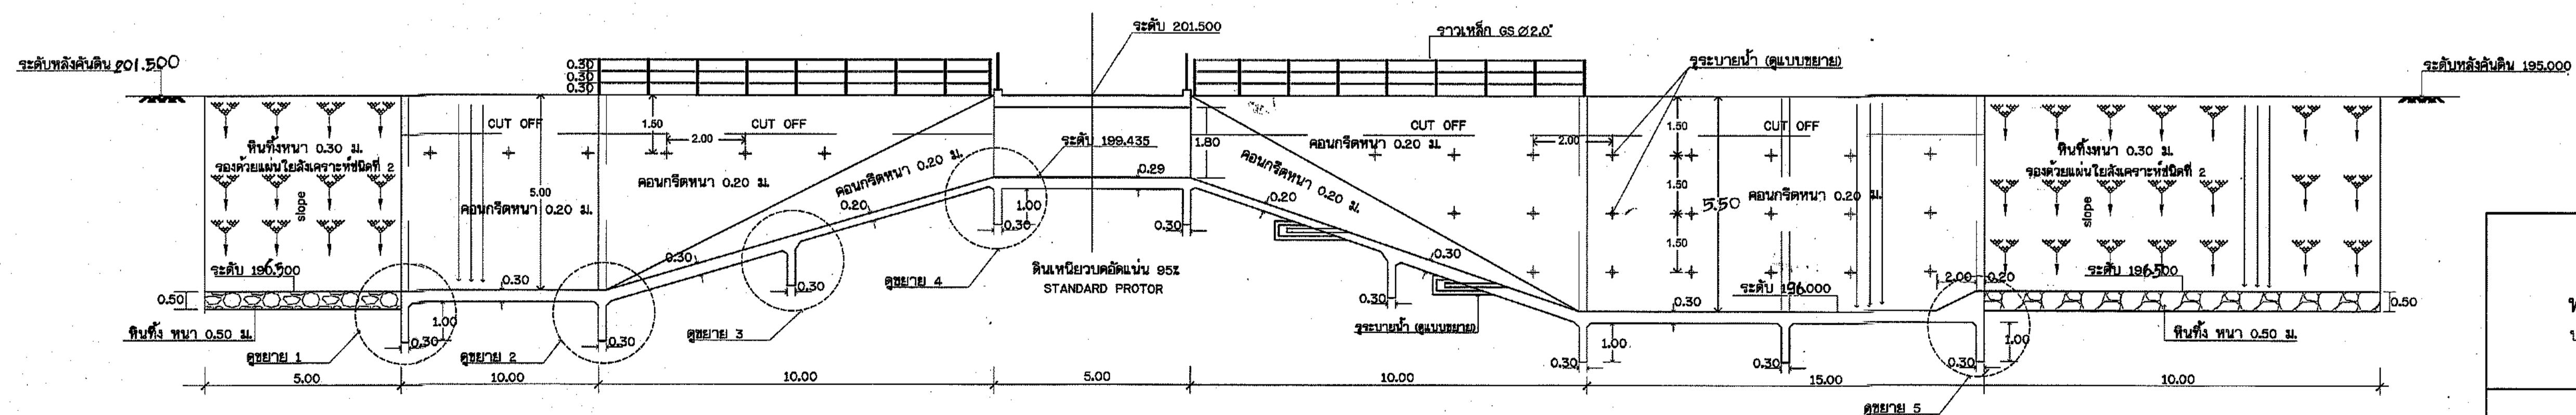 ระดับ 201.500
ราวเหล็ก GS Ø2.0"
ระดับหลังคันดิน 201.500
0.30
0.30
0.30
รูระบายน้ำ (ดูแบบขยาย)
ระดับหลังคันดิน 195.000
CUT OFF
1.50
2.00
CUT OFF
ระดับ 199.435
1.80
CUT OFF
2.00
1.50
CUT OFF
หินทิ้งหนา 0.30 ม.
รองด้วยแผ่นใยสังเคราะห์ชนิดที่ 2
slope
5.00
คอนกรีตหนา 0.20 ม.
คอนกรีตหนา 0.20 ม.
คอนกรีตหนา 0.20 ม.
0.29
คอนกรีตหนา 0.20 ม.
คอนกรีตหนา 0.20 ม.
1.50
5.50
คอนกรีตหนา 0.20 ม.
หินทิ้งหนา 0.30 ม.
รองด้วยแผ่นใยสังเคราะห์ชนิดที่ 2
slope
0.20
1.00
0.30
0.30
0.20
1.50
ระดับ 196.500
0.30
0.30
0.30
ดูขยาย 4
ดินเหนียวบดอัดแน่น 95%
STANDARD PROTOR
0.30
0.30
ระดับ 196.000
0.30
2.00
0.20
ระดับ 196.500
0.50
0.50
หินทิ้ง หนา 0.50 ม.
1.00
0.30
0.30
ดูขยาย 3
รูระบายน้ำ (ดูแบบขยาย)
1.00
0.30
0.30
0.30
1.00
หินทิ้ง หนา 0.50 ม.
ดูขยาย 1
ดูขยาย 2
5.00
10.00
10.00
5.00
10.00
15.00
10.00
ดูขยาย 5